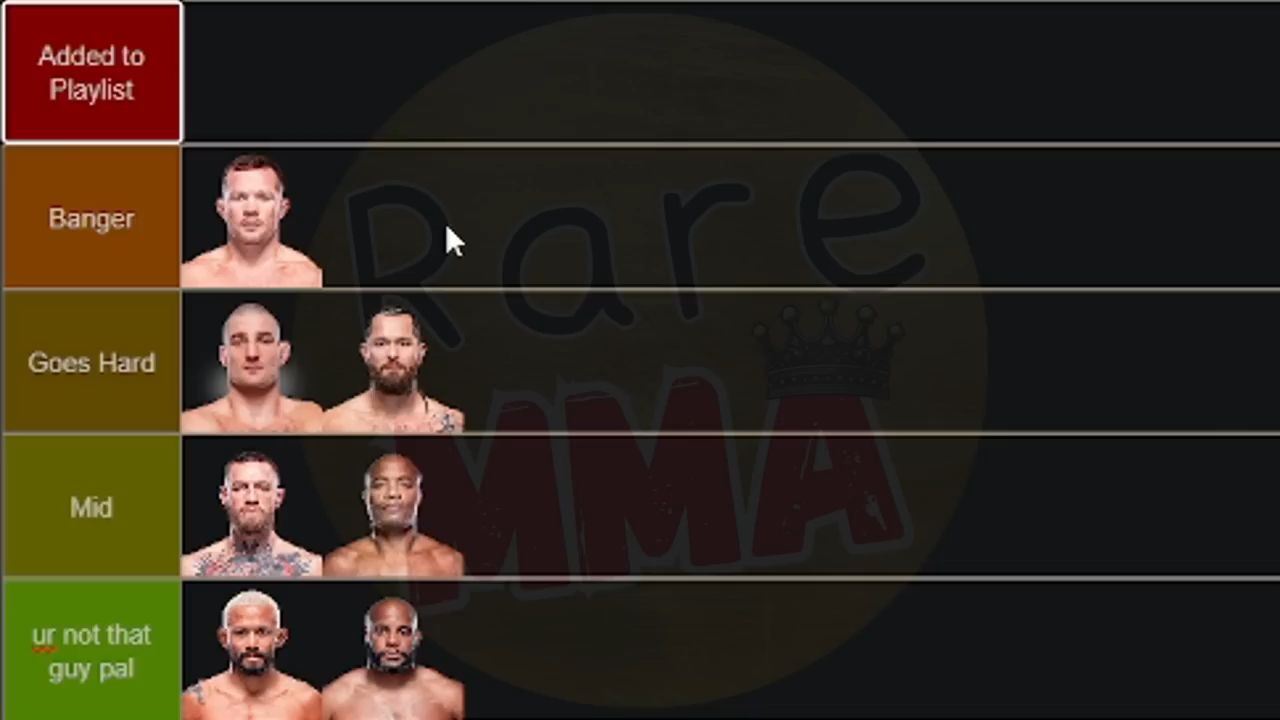 Added to
Playlist
Banger
Rare
Goes Hard
MMA
Mid
ur not that
guy pal